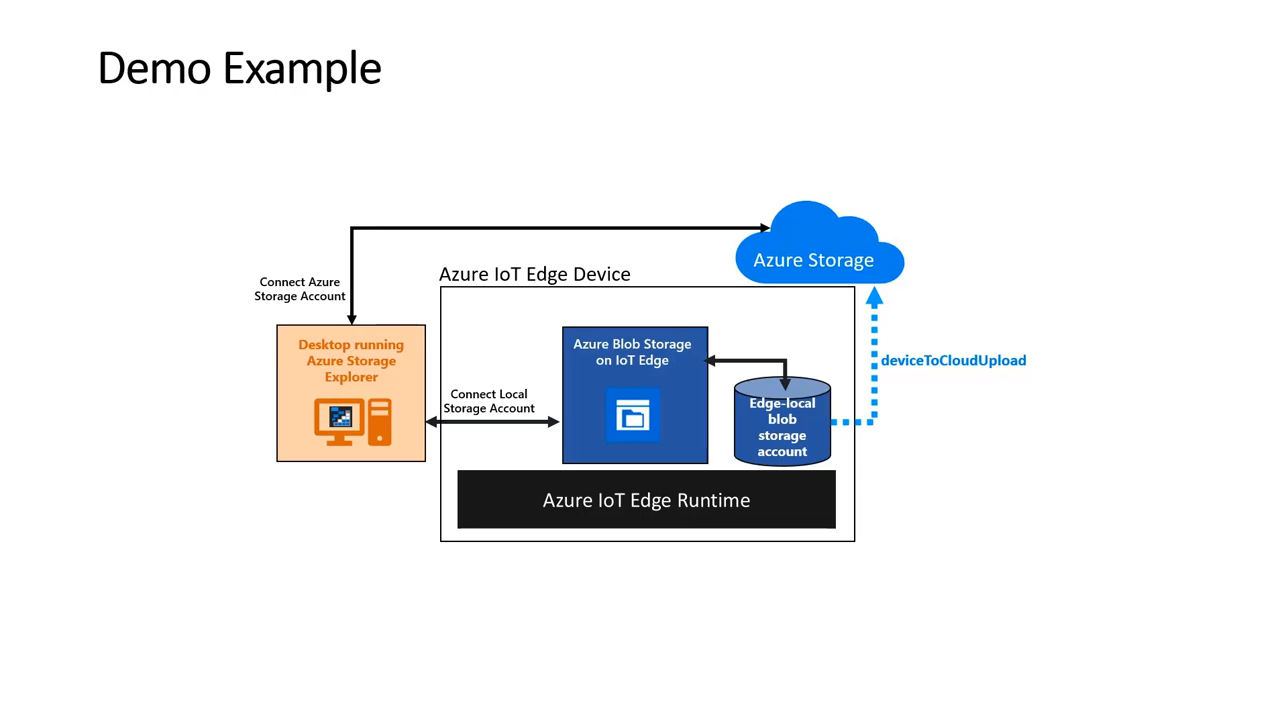 Demo Example
Azure Storage
Azure IoT Edge Device
Connect Azure
Storage Account
Desktop running
Azure Storage
Explorer
Connect Local
Storage Account
Azure Blob Storage
on IoT Edge
Edge-local
blob
storage
account
deviceToCloudUpload
Azure IoT Edge Runtime